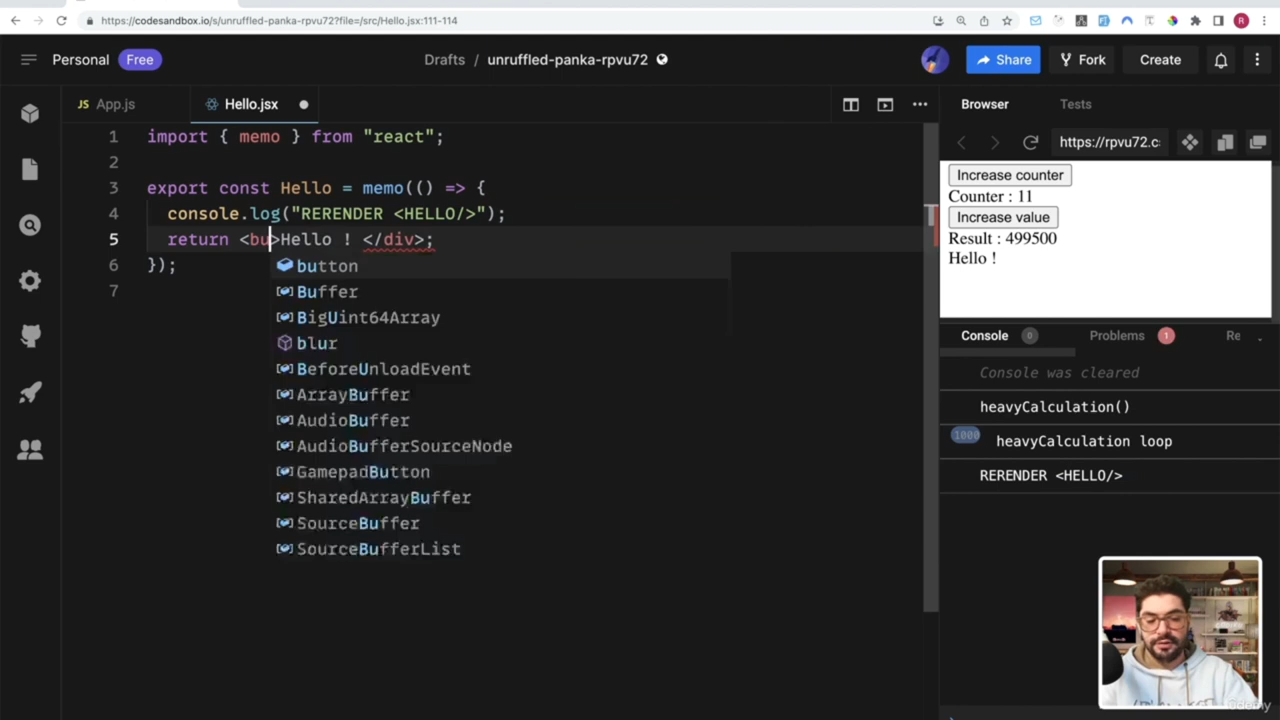 https://codesandbox.io/s/unruffled-panka-rpvu72?file=/src/Hello.jsx:111-114
R
Personal Free
Drafts / unruffled-panka-rpvu72
Share
Fork
Create
JS App.js
Hello.jsx
1 import { memo } from "react";
2
3 export const Hello = memo(() => {
4 console.log("RERENDER <HELLO/>");
5 return <bu>Hello ! </div>;
6 });
7
button
Buffer
BigUint64Array
blur
BeforeUnloadEvent
ArrayBuffer
AudioBuffer
AudioBufferSourceNode
GamepadButton
SharedArrayBuffer
SourceBuffer
SourceBufferList
Browser Tests
https://rpvu72.c
Increase counter
Counter : 11
Increase value
Result : 499500
Hello !
Console 0 Problems 1 Re
Console was cleared
heavyCalculation()
1000 heavyCalculation loop
RERENDER <HELLO/>
Udemy